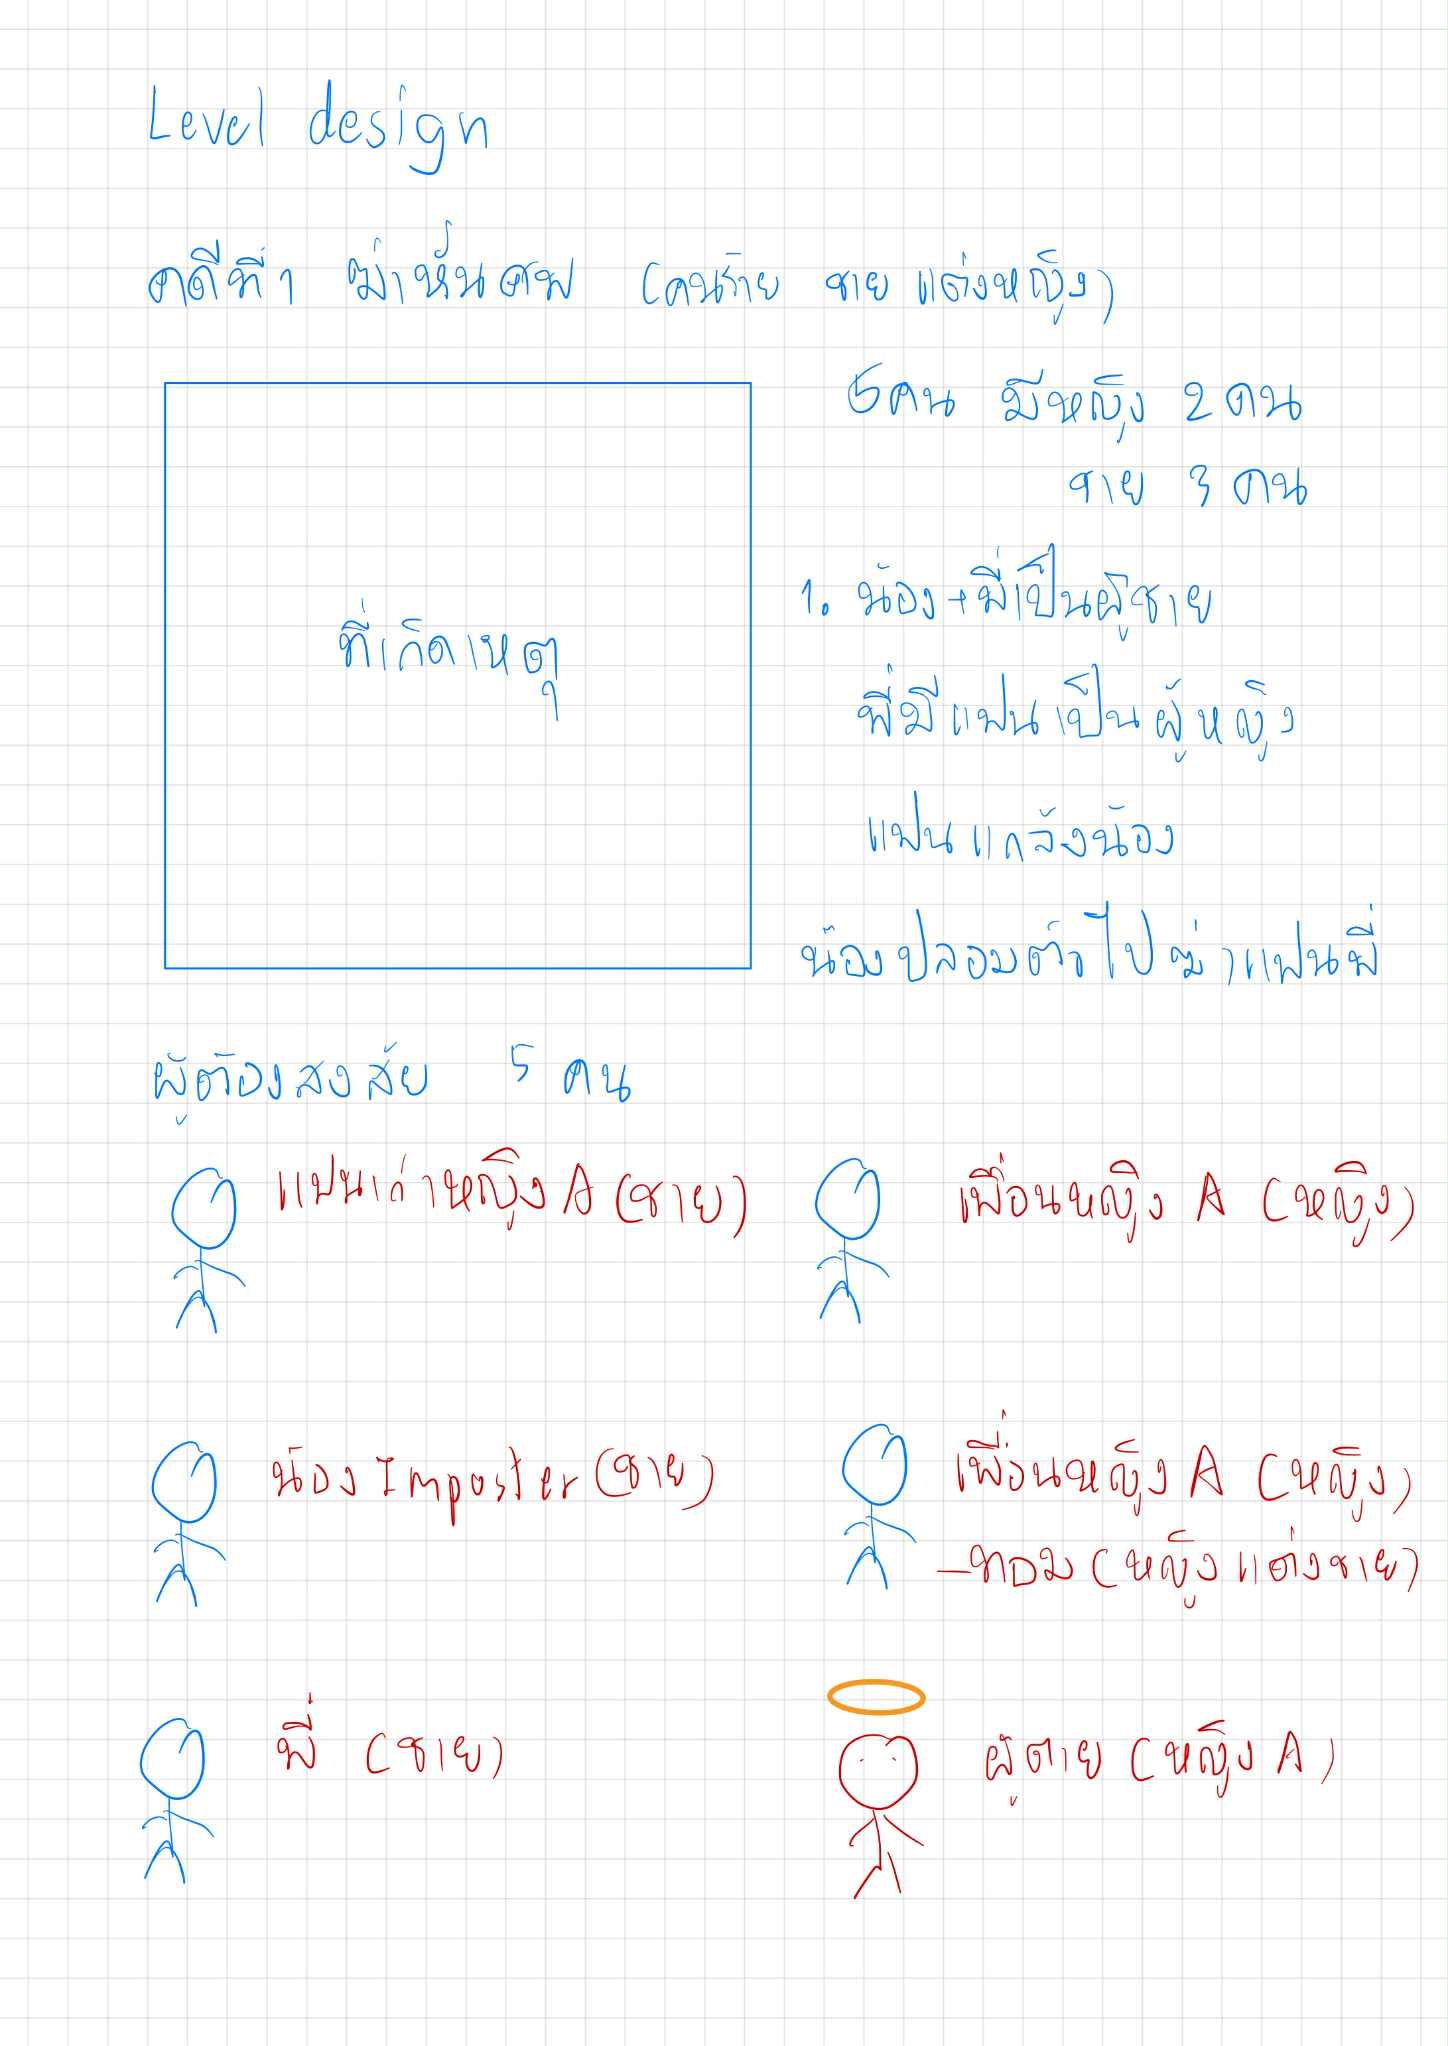 Level design
คดีที่ 1 ฆ่าหั่นศพ (คนร้าย ชาย แต่งหญิง)
5 คน มีหญิง 2 คน
ชาย 3 คน
ที่เกิดเหตุ
1. น้อง + พี่เป็นผู้ชาย
พี่มีแฟนเป็นผู้หญิง
แฟนแกล้งน้อง
น้องปลอมตัวไปฆ่าแฟนพี่
ผู้ต้องสงสัย 5 คน
แฟนเก่าหญิง A (ชาย)
เพื่อนหญิง A (หญิง)
น้อง Imposter (ชาย)
เพื่อนหญิง A (หญิง)
- ทอม (หญิงแต่งชาย)
พี่ (ชาย)
ผู้ตาย (หญิง A)